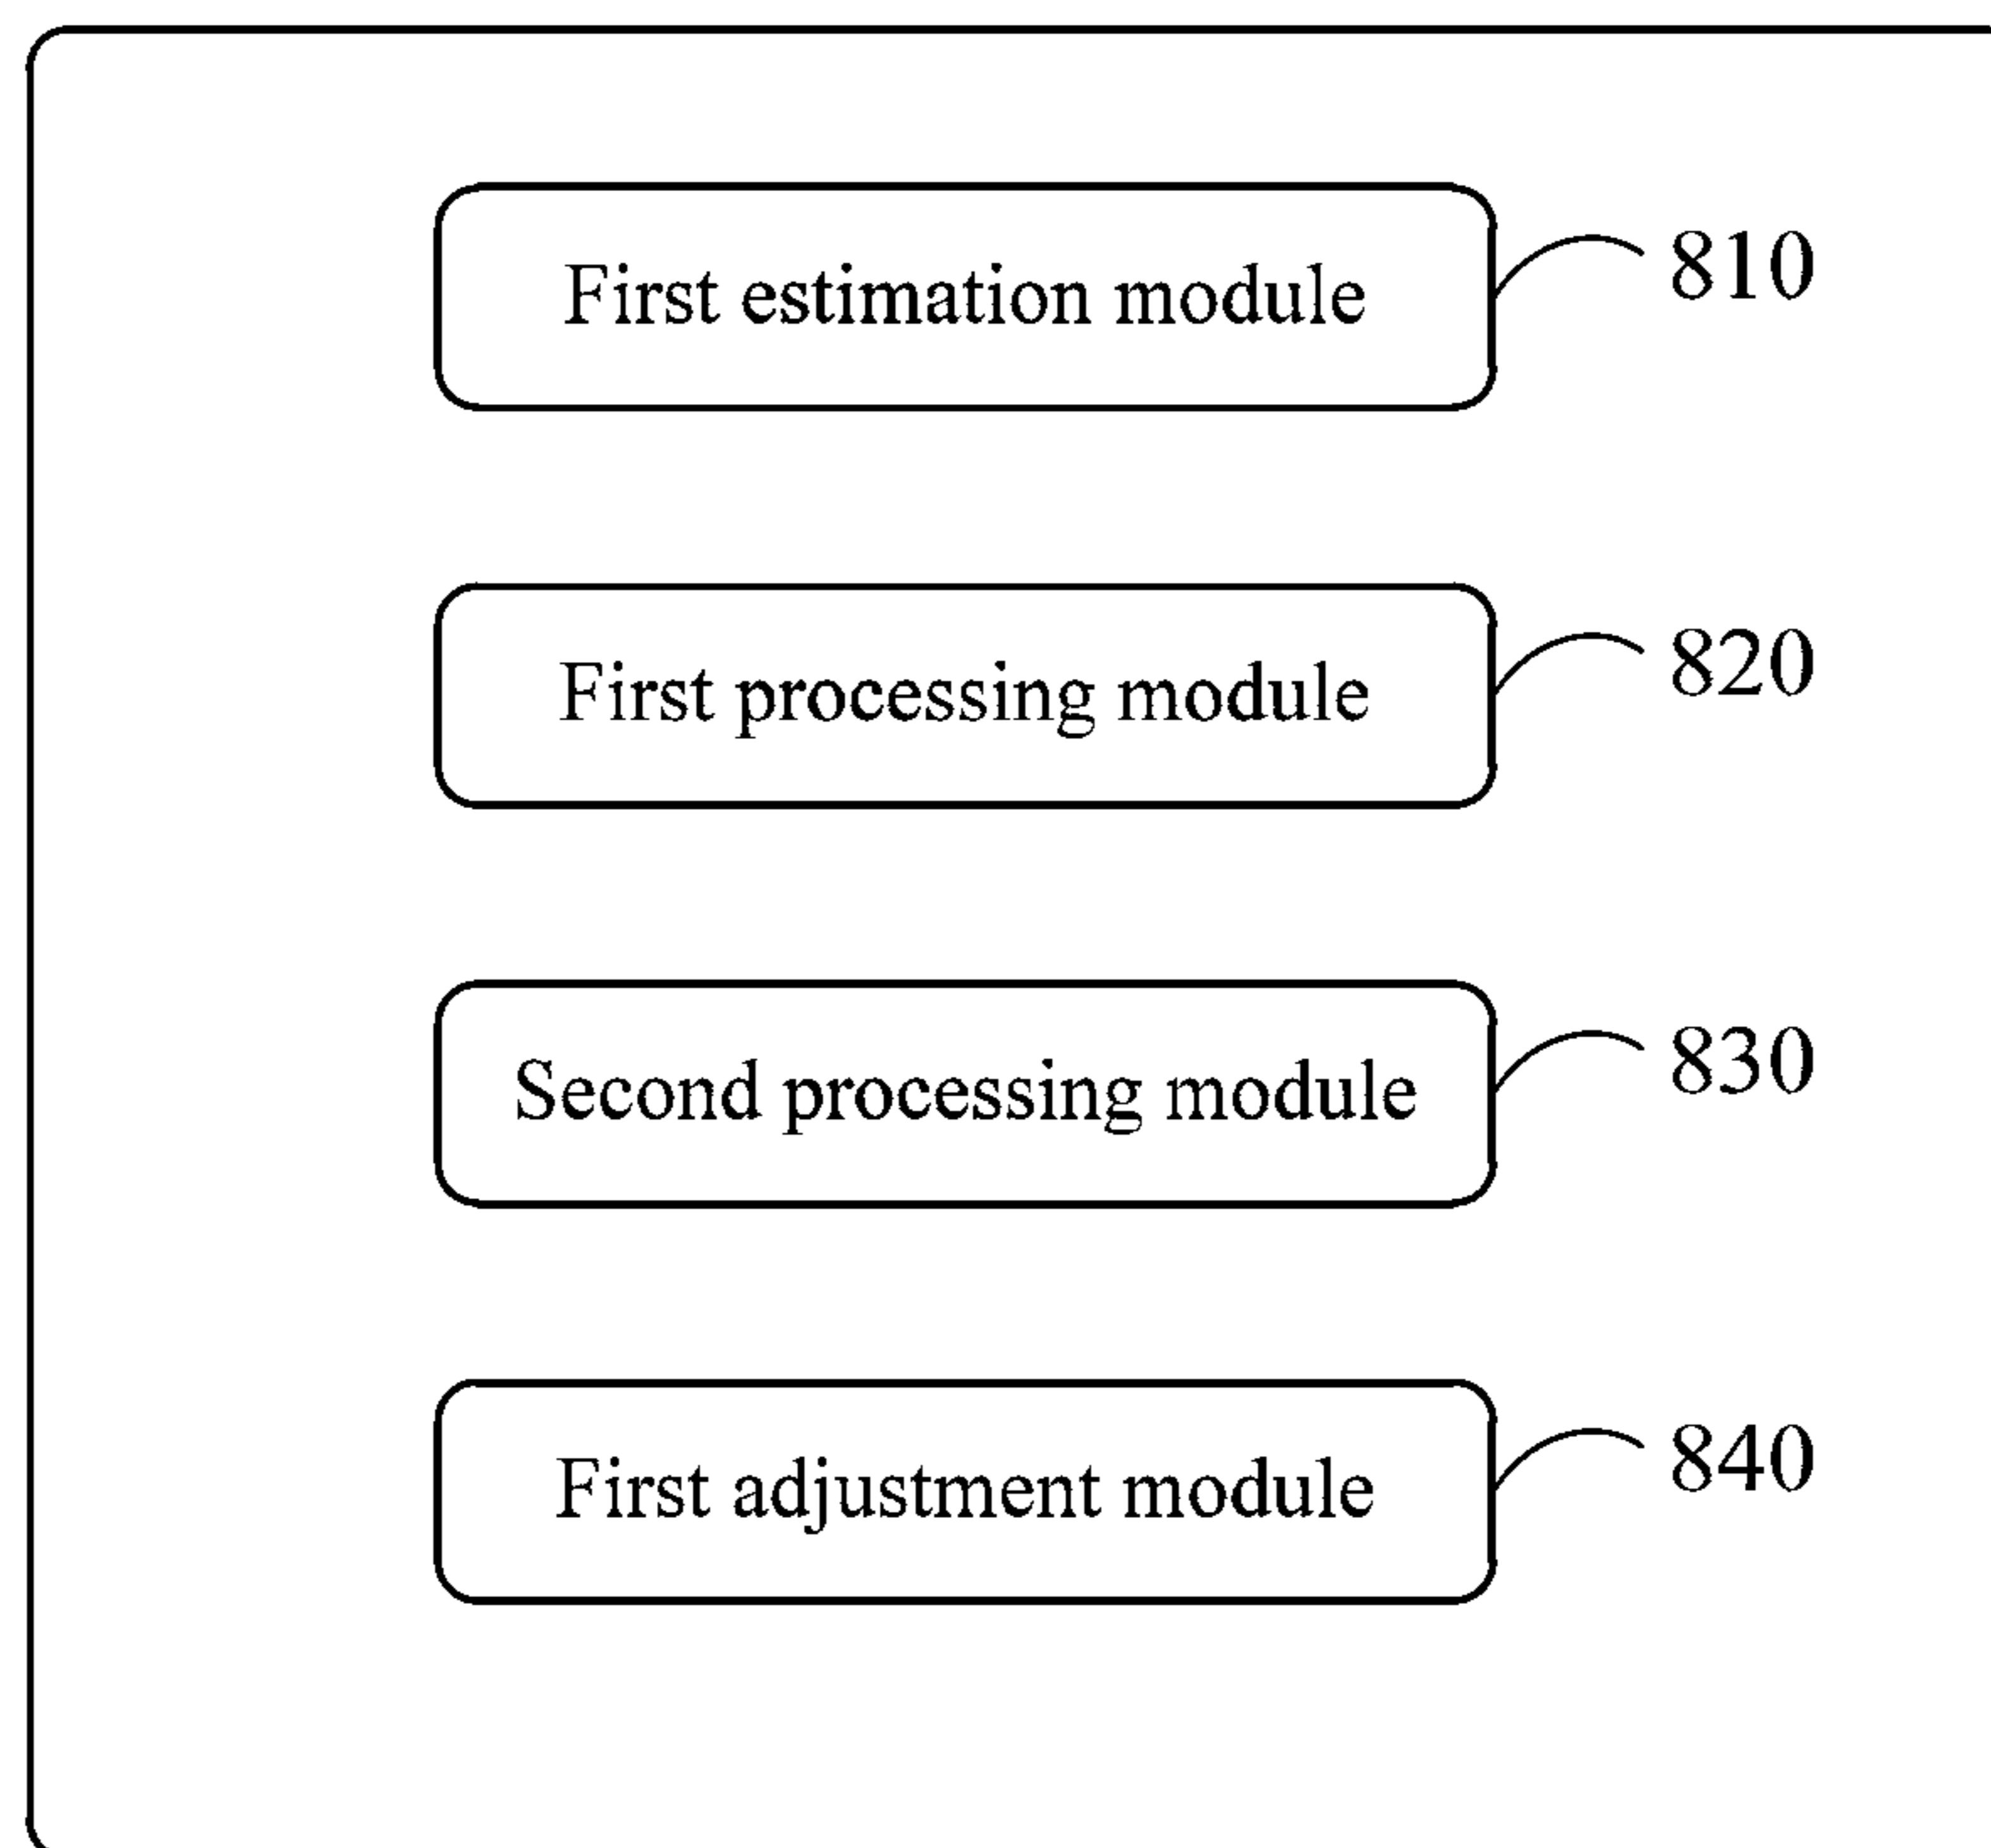 First estimation module 810
First processing module 820
Second processing module 830
First adjustment module 840